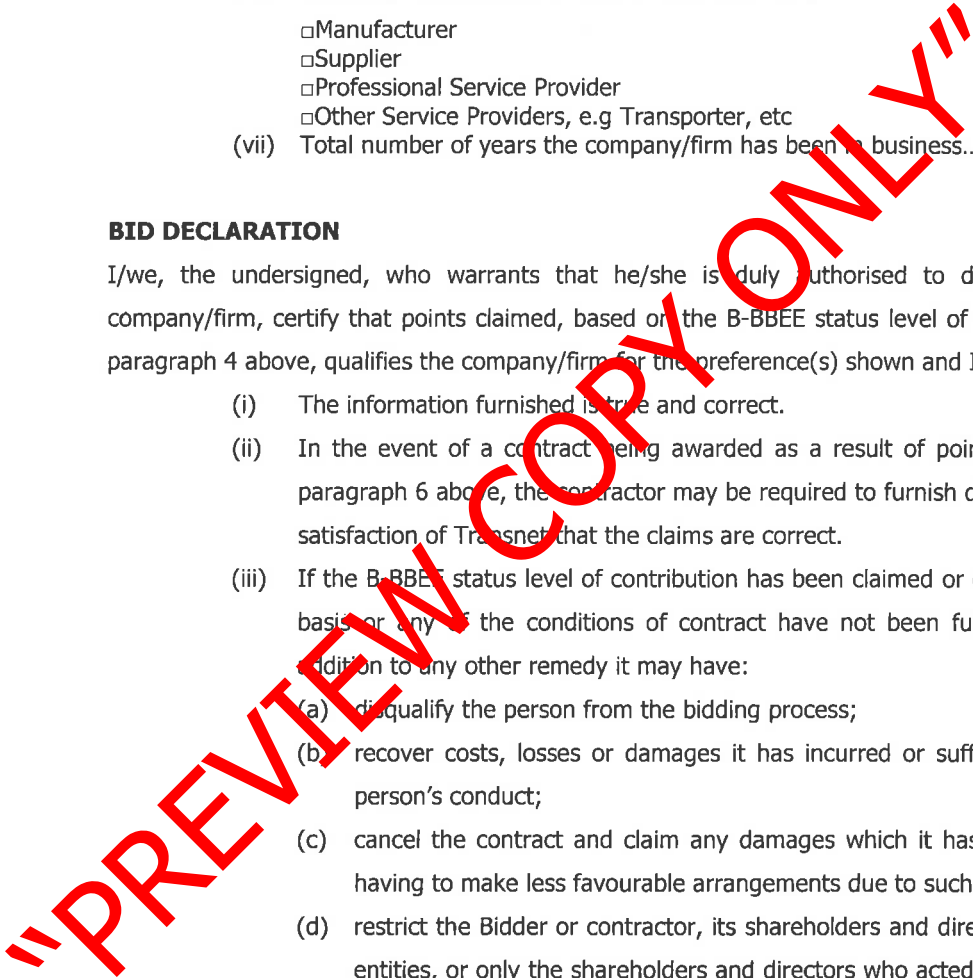 □Manufacturer
□Supplier
□Professional Service Provider
□Other Service Providers, e.g Transporter, etc
(vii) Total number of years the company/firm has been in business..
BID DECLARATION
I/we, the undersigned, who warrants that he/she is duly authorised to d
company/firm, certify that points claimed, based on the B-BBEE status level of
paragraph 4 above, qualifies the company/firm for the preference(s) shown and I
(i) The information furnished is true and correct.
(ii) In the event of a contract being awarded as a result of poin
paragraph 6 above, the contractor may be required to furnish d
satisfaction of Transnet that the claims are correct.
(iii) If the B-BBEE status level of contribution has been claimed or
basis or any of the conditions of contract have not been fu
addition to any other remedy it may have:
(a) disqualify the person from the bidding process;
(b) recover costs, losses or damages it has incurred or suff
person's conduct;
(c) cancel the contract and claim any damages which it has
having to make less favourable arrangements due to such
(d) restrict the Bidder or contractor, its shareholders and dire
entities, or only the shareholders and directors who acted
"PREVIEW COPY ONLY"